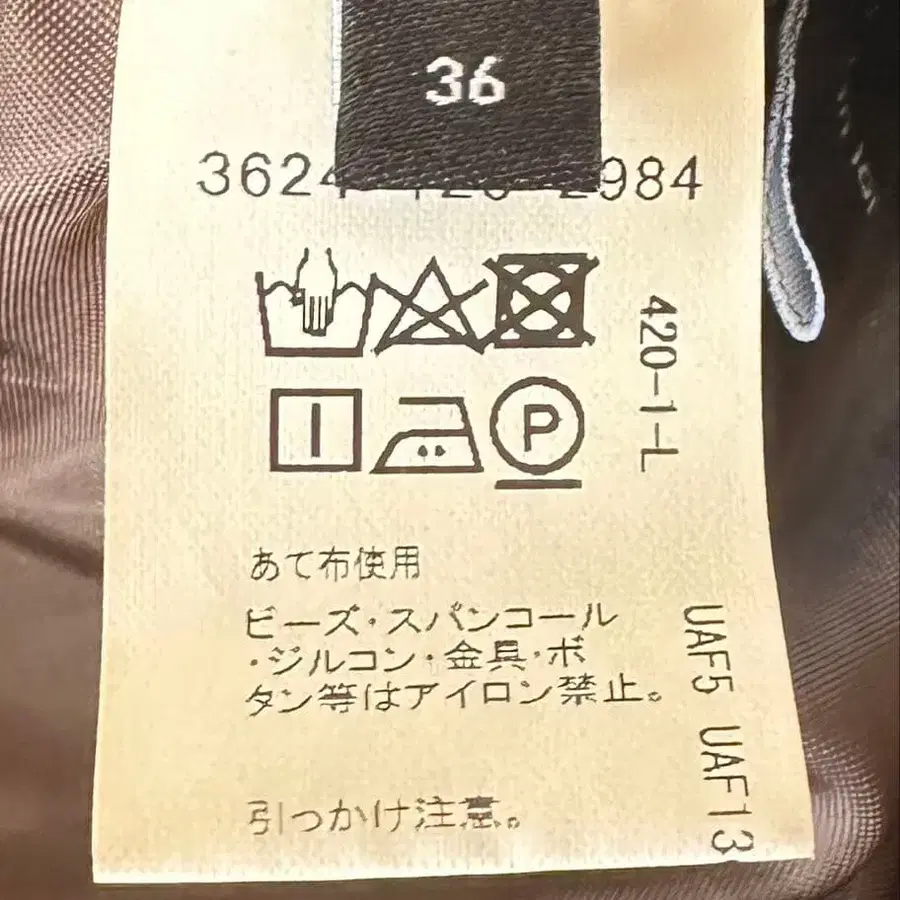 36
984
P
420-1-L
あて布使用
ビーズ・スパンコール
・ジルコン・金具・ボ
タン等はアイロン禁止。
引っかけ注意。
UAF5 UAF13